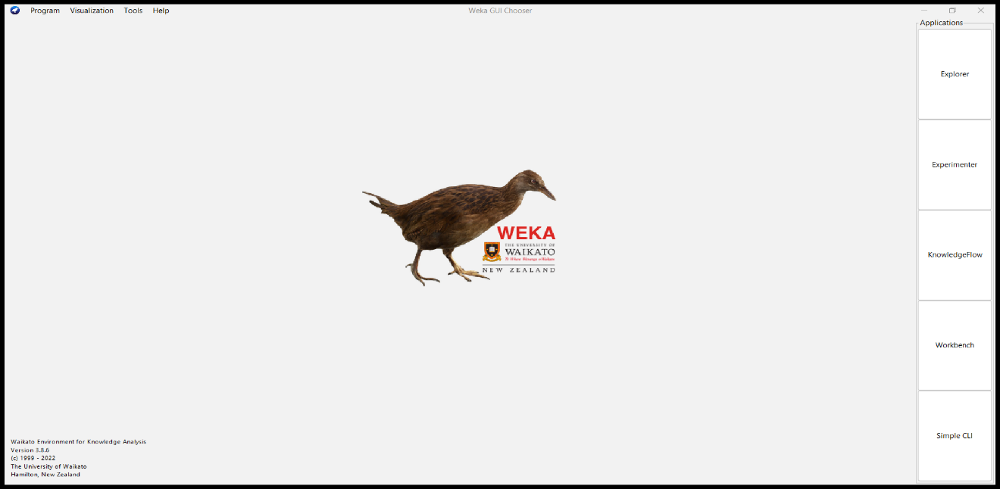 Program Visualization Tools Help
Weka GUI Chooser
Applications
Explorer
Experimenter
KnowledgeFlow
Workbench
Simple CLI
WEKA
THE UNIVERSITY OF
WAIKATO
Te Whare Wānanga o Waikato
NEW ZEALAND
Waikato Environment for Knowledge Analysis
Version 3.8.6
(c) 1999 - 2022
The University of Waikato
Hamilton, New Zealand